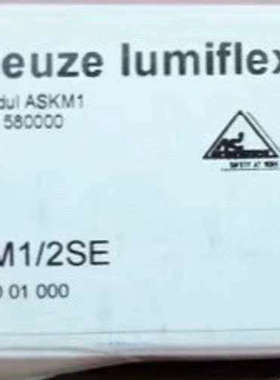 euze lumiflex
dul ASKM1
580000
SAFETY AT WORK
M1/2SE
0 01 000